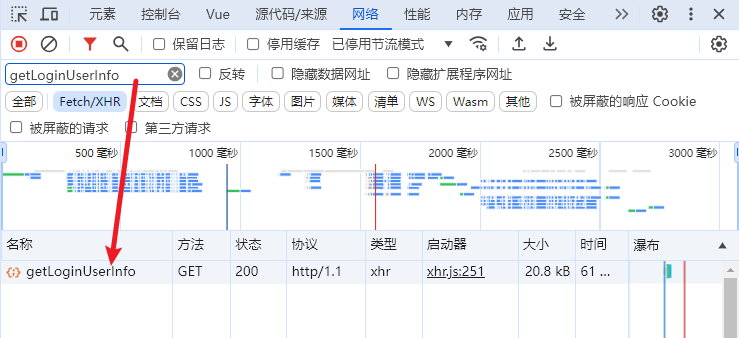 元素 控制台 Vue 源代码/来源 网络 性能 内存 应用 安全
保留日志 停用缓存 已停用节流模式
getLoginUserInfo 反转 隐藏数据网址 隐藏扩展程序网址
全部 Fetch/XHR 文档 CSS JS 字体 图片 媒体 清单 WS Wasm 其他 被屏蔽的响应 Cookie
被屏蔽的请求 第三方请求
500 毫秒 1000 毫秒 1500 毫秒 2000 毫秒 2500 毫秒 3000 毫秒
名称 方法 状态 协议 类型 启动器 大小 时间 瀑布
getLoginUserInfo GET 200 http/1.1 xhr xhr.js:251 20.8 kB 61 ...